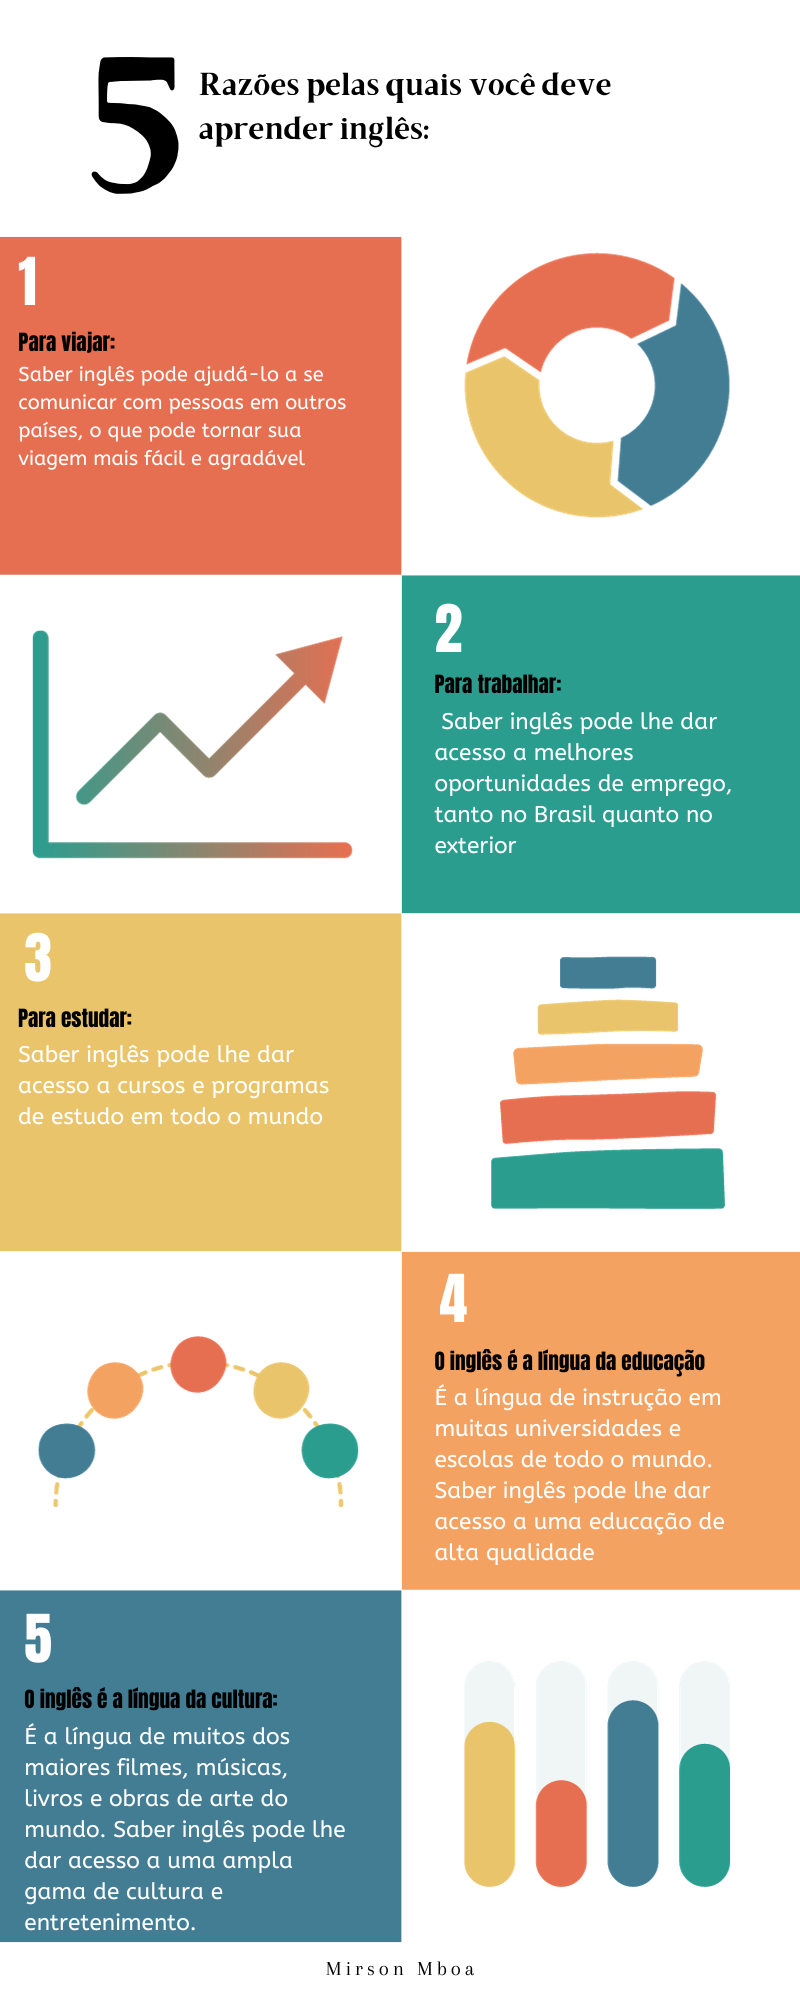 5
Razões pelas quais você deve
aprender inglês:
1
Para viajar:
Saber inglês pode ajudá-lo a se
comunicar com pessoas em outros
países, o que pode tornar sua
viagem mais fácil e agradável
2
Para trabalhar:
Saber inglês pode lhe dar
acesso a melhores
oportunidades de emprego,
tanto no Brasil quanto no
exterior
3
Para estudar:
Saber inglês pode lhe dar
acesso a cursos e programas
de estudo em todo o mundo
4
O inglês é a língua da educação
É a língua de instrução em
muitas universidades e
escolas de todo o mundo.
Saber inglês pode lhe dar
acesso a uma educação de
alta qualidade
5
O inglês é a língua da cultura:
É a língua de muitos dos
maiores filmes, músicas,
livros e obras de arte do
mundo. Saber inglês pode lhe
dar acesso a uma ampla
gama de cultura e
entretenimento.
Mirson Mboa